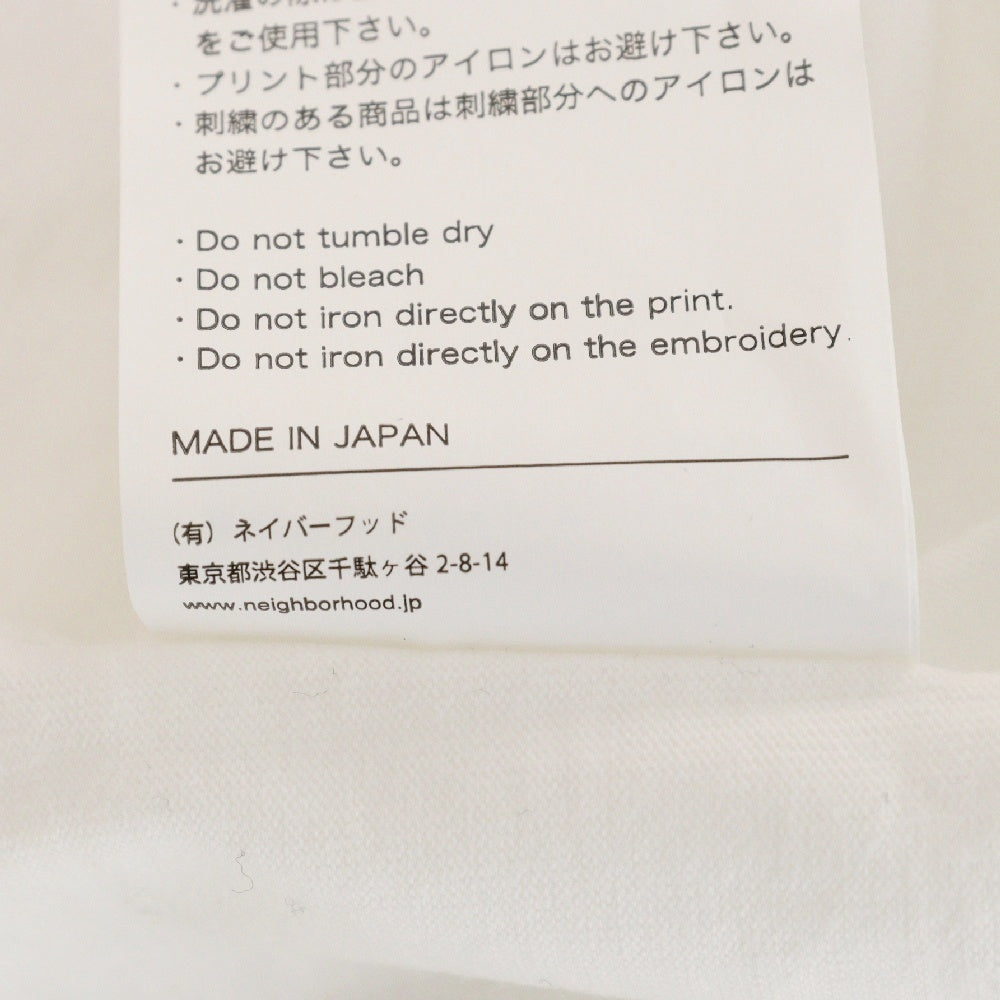 ・洗濯の際は
をご使用下さい。
・プリント部分のアイロンはお避け下さい。
・刺繍のある商品は刺繍部分へのアイロンは
お避け下さい。
・Do not tumble dry
・Do not bleach
・Do not iron directly on the print.
・Do not iron directly on the embroidery.
MADE IN JAPAN
(有) ネイバーフッド
東京都渋谷区千駄ヶ谷 2-8-14
www.neighborhood.jp